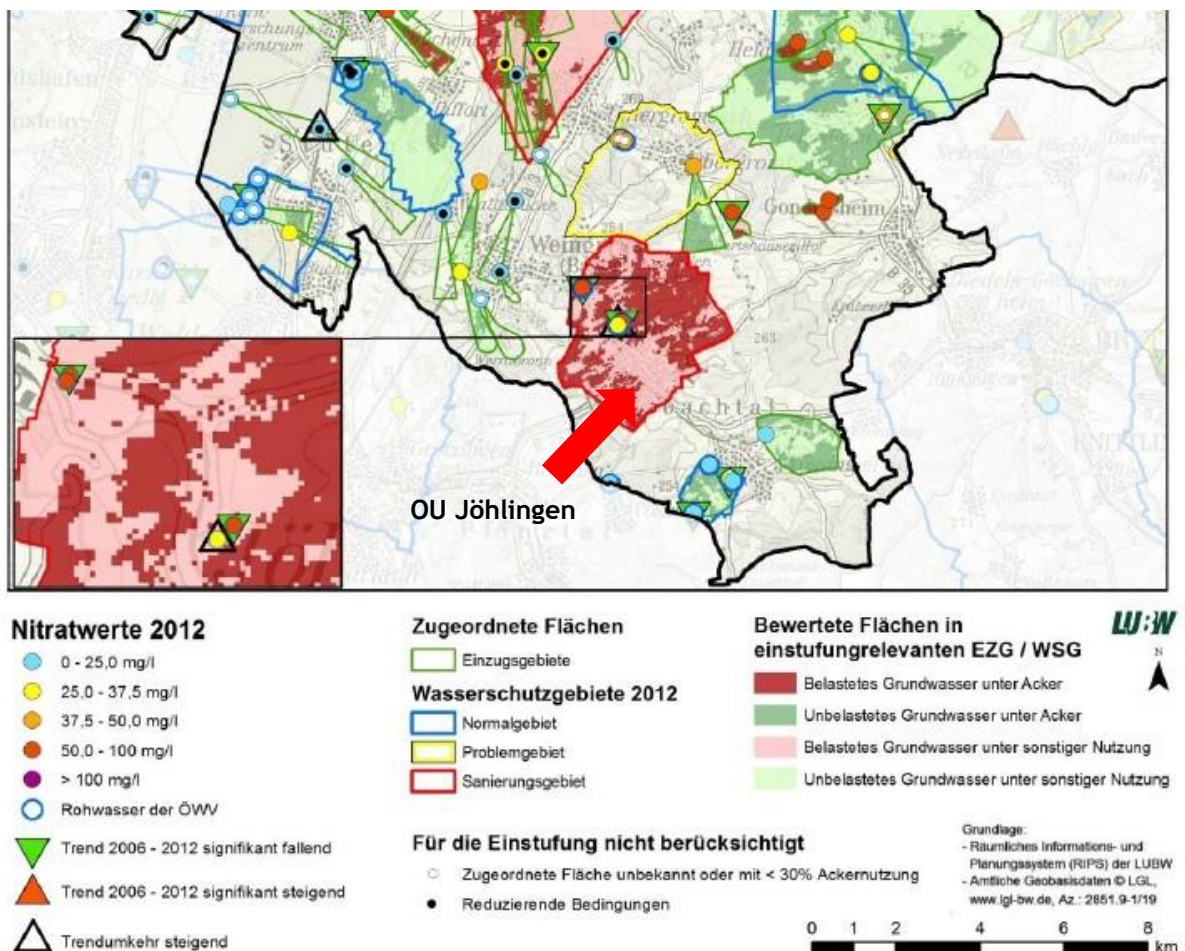 OU Jöhlingen
263
Nitratwerte 2012
0 - 25,0 mg/l
25,0 - 37,5 mg/l
37,5 - 50,0 mg/l
50,0 - 100 mg/l
> 100 mg/l
Rohwasser der ÖWV
Trend 2006 - 2012 signifikant fallend
Trend 2006 - 2012 signifikant steigend
Trendumkehr steigend
Zugeordnete Flächen
Einzugsgebiete
Wasserschutzgebiete 2012
Normalgebiet
Problemgebiet
Sanierungsgebiet
Für die Einstufung nicht berücksichtigt
Zugeordnete Fläche unbekannt oder mit < 30% Ackernutzung
Reduzierende Bedingungen
Bewertete Flächen in
einstufungrelevanten EZG / WSG
Belastetes Grundwasser unter Acker
Unbelastetes Grundwasser unter Acker
Belastetes Grundwasser unter sonstiger Nutzung
Unbelastetes Grundwasser unter sonstiger Nutzung
LU:W
N
Grundlage:
- Räumliches Informations- und
Planungssystem (RIPS) der LUBW
- Amtliche Geobasisdaten © LGL,
www.lgl-bw.de, Az.: 2851.9-1/19
0 1 2 4 6 8
km